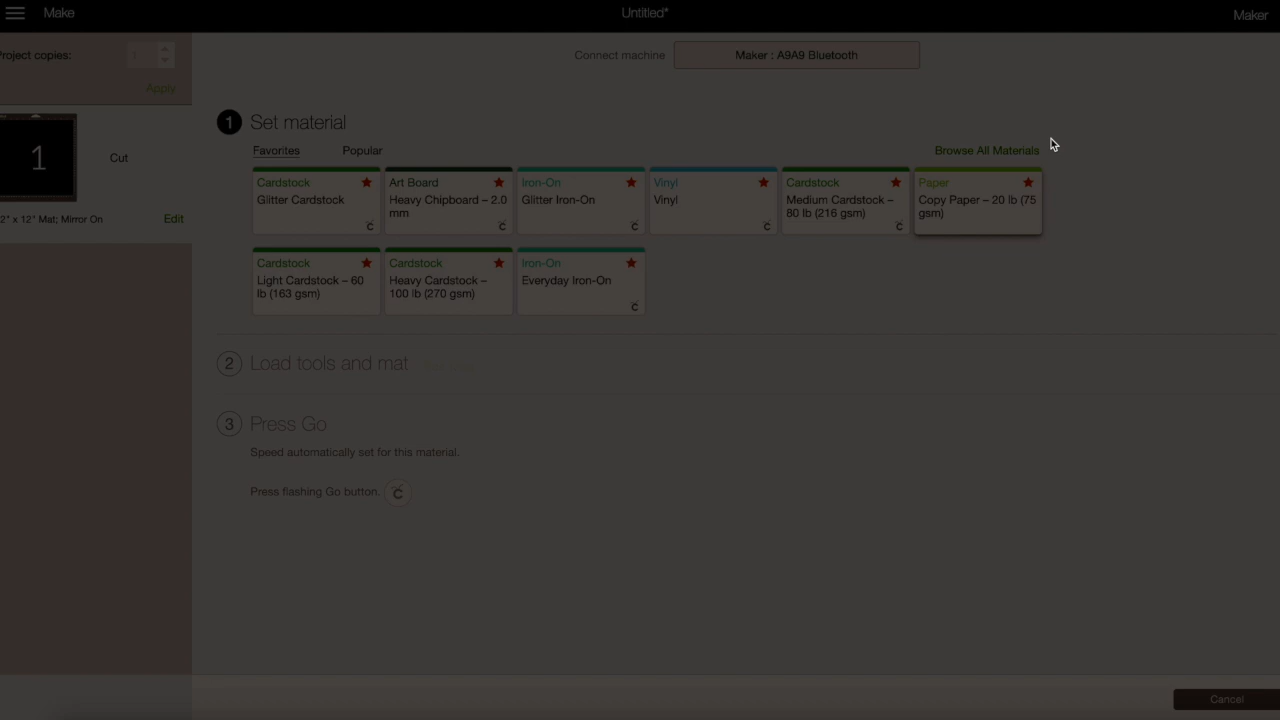 Make
Untitled*
Maker
Project copies:
1
Apply
1
Cut
2" x 12" Mat; Mirror On
Edit
Connect machine
Maker : A9A9 Bluetooth
1
Set material
Favorites
Popular
Browse All Materials
Cardstock
Glitter Cardstock
Art Board
Heavy Chipboard – 2.0
mm
Iron-On
Glitter Iron-On
Vinyl
Vinyl
Cardstock
Medium Cardstock –
80 lb (216 gsm)
Paper
Copy Paper – 20 lb (75
gsm)
Cardstock
Light Cardstock – 60
lb (163 gsm)
Cardstock
Heavy Cardstock –
100 lb (270 gsm)
Iron-On
Everyday Iron-On
2
Load tools and mat
3
Press Go
Speed automatically set for this material.
Press flashing Go button.
Cancel